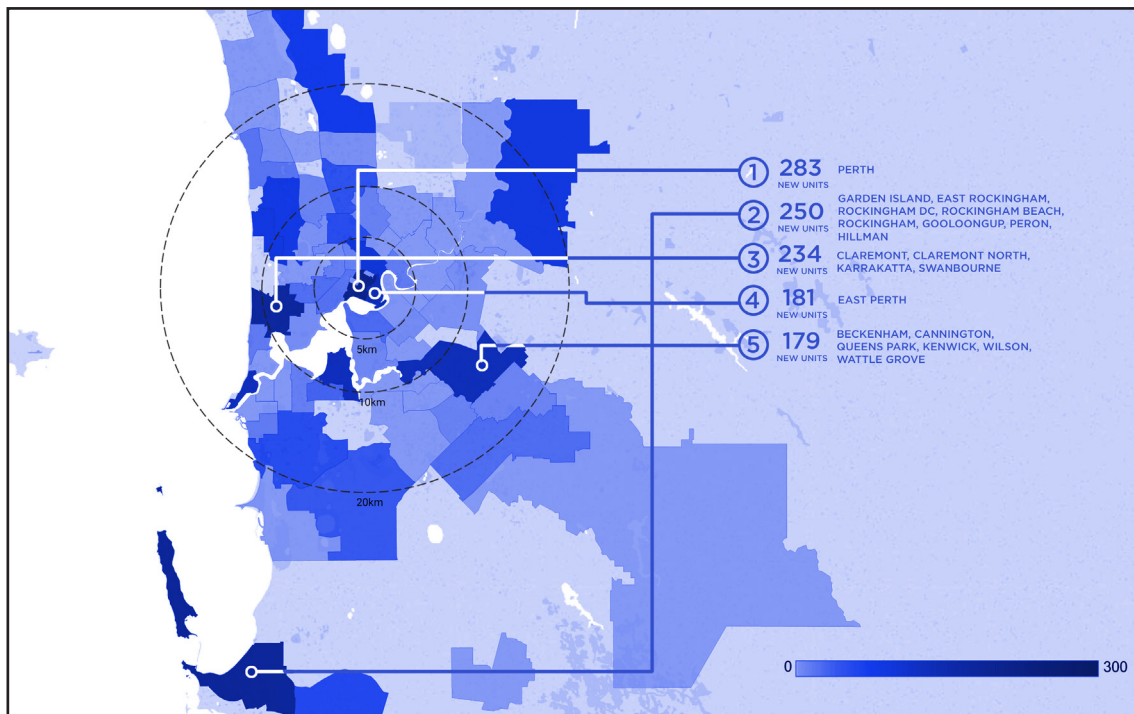 1
283
NEW UNITS
PERTH
2
250
NEW UNITS
GARDEN ISLAND, EAST ROCKINGHAM,
ROCKINGHAM DC, ROCKINGHAM BEACH,
ROCKINGHAM, GOOLOONGUP, PERON,
HILLMAN
3
234
NEW UNITS
CLAREMONT, CLAREMONT NORTH,
KARRAKATTA, SWANBOURNE
4
181
NEW UNITS
EAST PERTH
5
179
NEW UNITS
BECKENHAM, CANNINGTON,
QUEENS PARK, KENWICK, WILSON,
WATTLE GROVE
5km
10km
20km
0
300